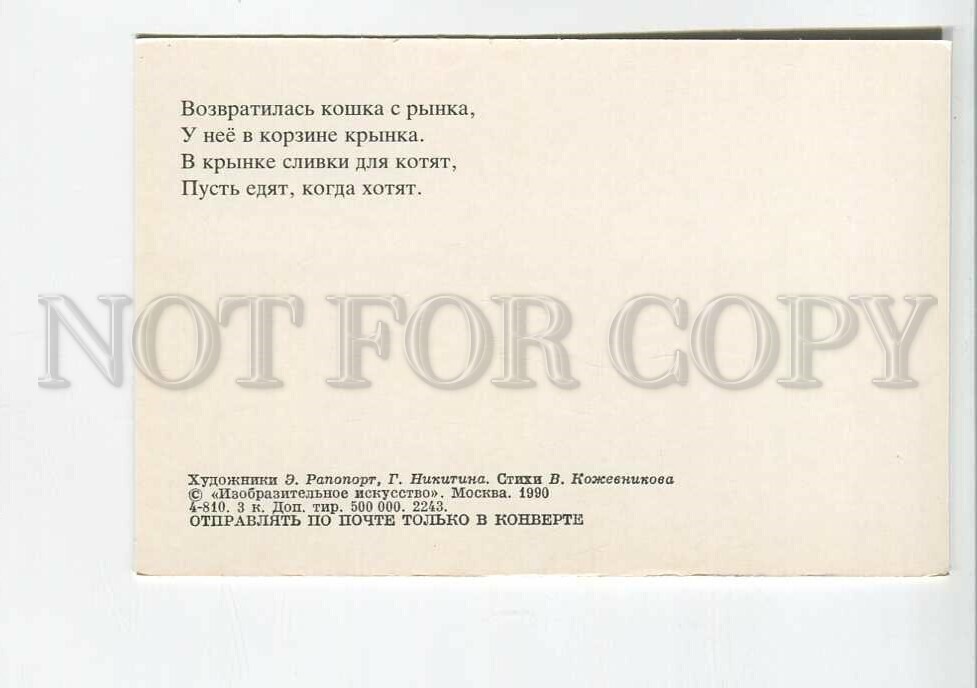 Возвратилась кошка с рынка,
У неё в корзине крынка.
В крынке сливки для котят,
Пусть едят, когда хотят.
NOT FOR COPY
Художники Э. Рапопорт, Г. Никитина. Стихи В. Кожевникова
© «Изобразительное искусство». Москва. 1990
4-810. 3 к. Доп. тир. 500 000. 2243.
ОТПРАВЛЯТЬ ПО ПОЧТЕ ТОЛЬКО В КОНВЕРТЕ